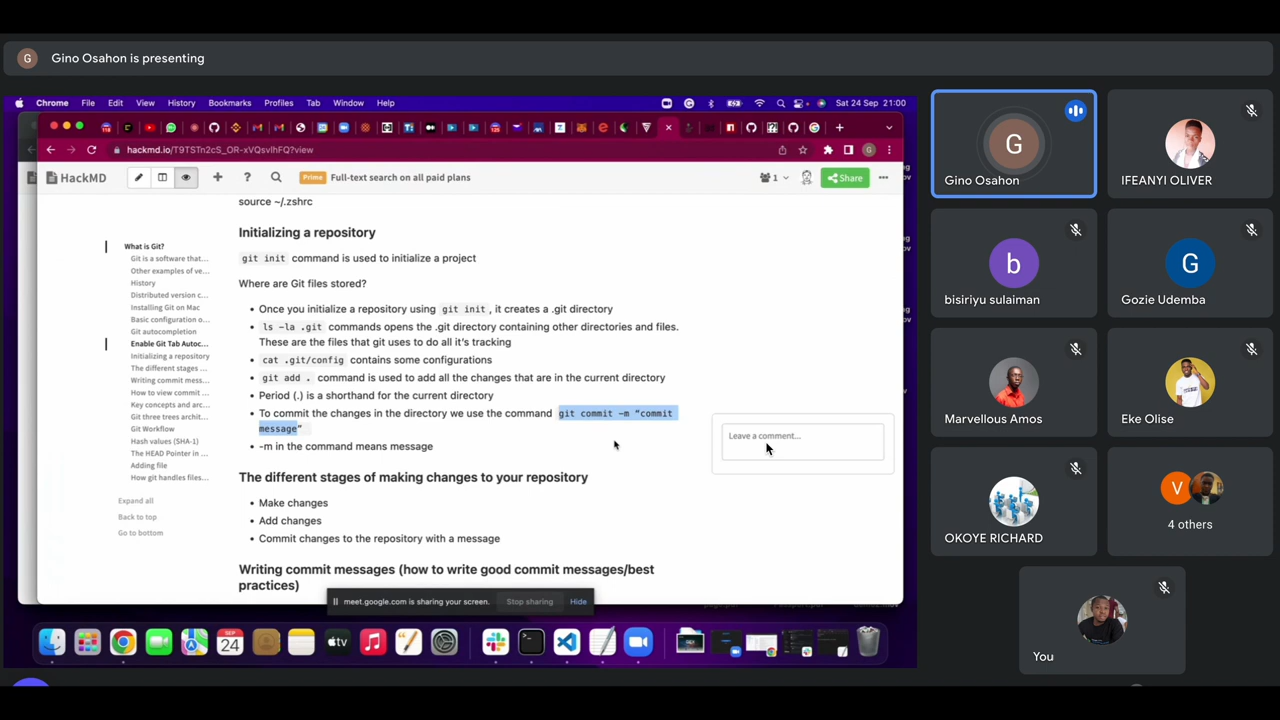 G Gino Osahon is presenting
Chrome File Edit View History Bookmarks Profiles Tab Window Help Sat 24 Sep 21:00
hackmd.io/T9TSTn2cS_OR-xVQsvIhFQ?view
HackMD
Prime Full-text search on all paid plans
1
Share
source ~/.zshrc
Initializing a repository
git init command is used to initialize a project
Where are Git files stored?
• Once you initialize a repository using git init, it creates a .git directory
• ls -la .git commands opens the .git directory containing other directories and files.
These are the files that git uses to do all it's tracking
• cat .git/config contains some configurations
• git add . command is used to add all the changes that are in the current directory
• Period (.) is a shorthand for the current directory
• To commit the changes in the directory we use the command git commit -m “commit
message”
• -m in the command means message
The different stages of making changes to your repository
• Make changes
• Add changes
• Commit changes to the repository with a message
Writing commit messages (how to write good commit messages/best
practices)
What is Git?
Git is a software that...
Other examples of ve...
History
Distributed version c...
Installing Git on Mac
Basic configuration o...
Git autocompletion
Enable Git Tab Autoc...
Initializing a repository
The different stages ...
Writing commit mess...
How to view commit ...
Key concepts and arc...
Git three trees archit...
Git Workflow
Hash values (SHA-1)
The HEAD Pointer in ...
Adding file
How git handles files...
Expand all
Back to top
Go to bottom
Leave a comment...
meet.google.com is sharing your screen. Stop sharing Hide
SEP
24
tv
G
Gino Osahon
IFEANYI OLIVER
b
bisiriyu sulaiman
G
Gozie Udemba
Marvellous Amos
Eke Olise
OKOYE RICHARD
V
4 others
You